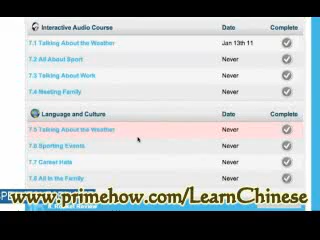 Interactive Audio Course Date Complete
7.1 Talking About the Weather Jan 13th 11
7.2 All About Sport Never
7.3 Talking About Work Never
7.4 Meeting Family Never
Language and Culture Date Complete
7.5 Talking About the Weather Never
7.6 Sporting Events Never
7.7 Career Hats Never
7.8 All in the Family Never
www.primehow.com/LearnChinese